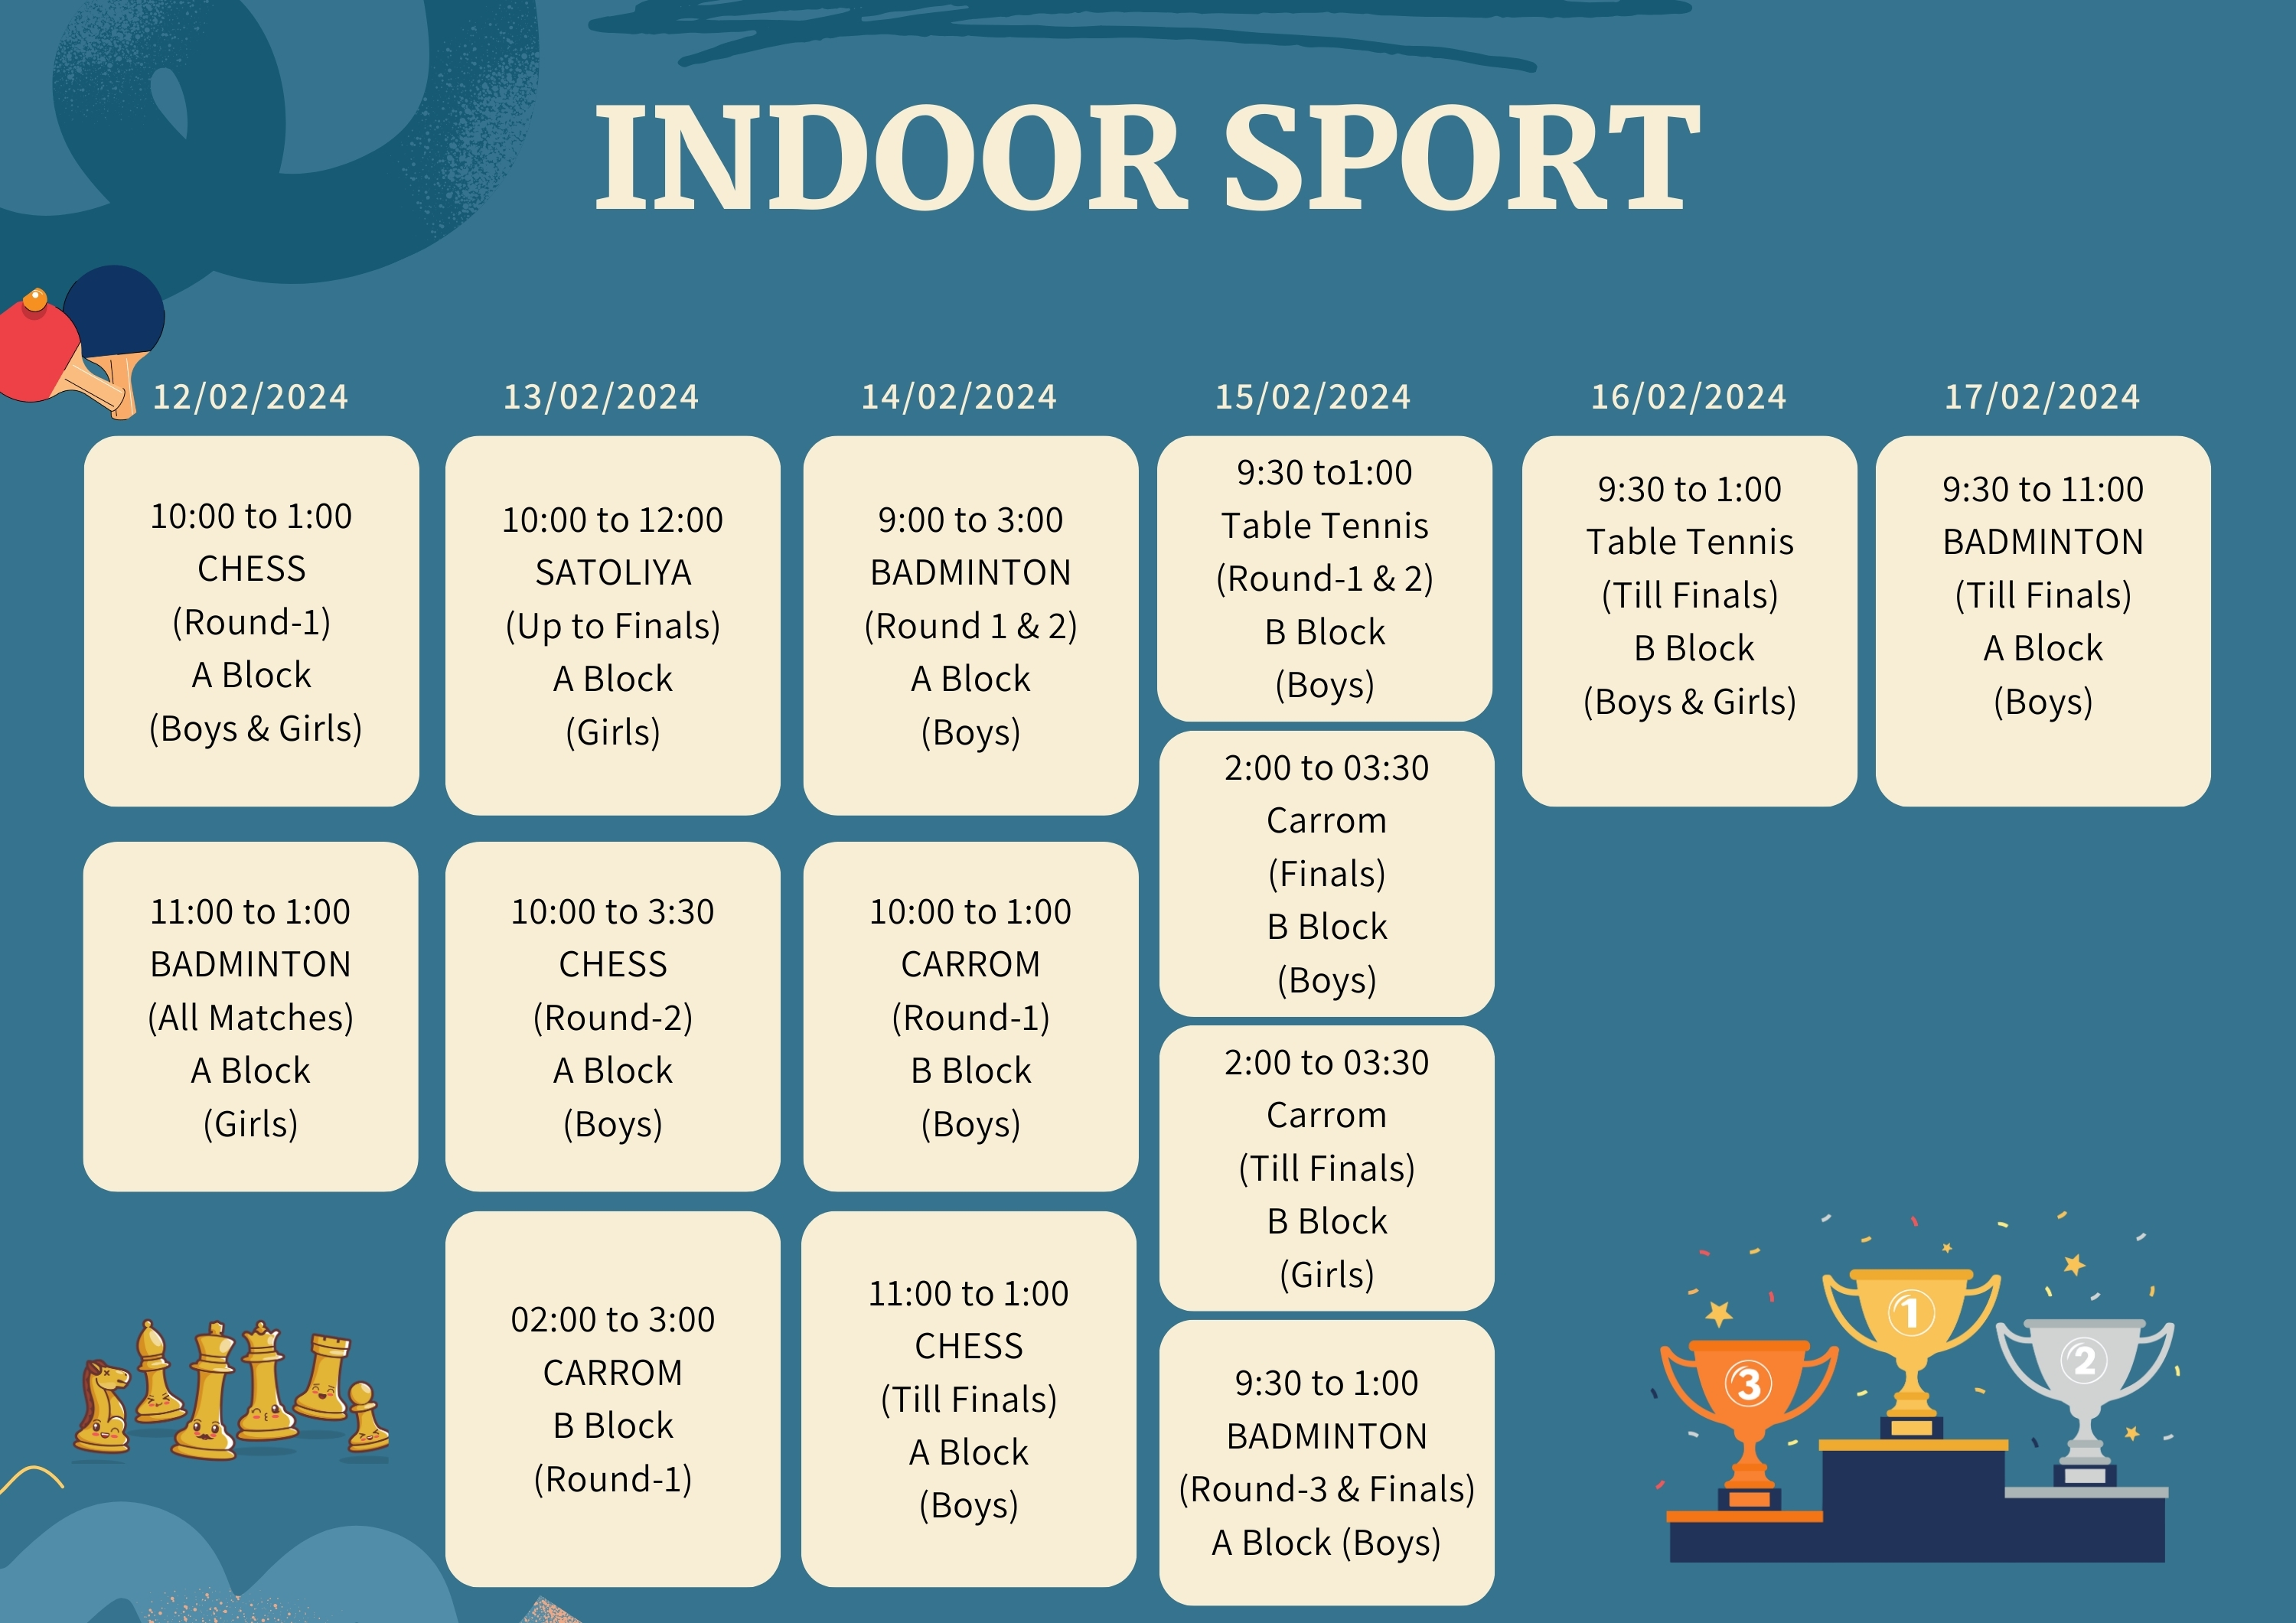 INDOOR SPORT
12/02/2024
10:00 to 1:00
CHESS
(Round-1)
A Block
(Boys & Girls)
11:00 to 1:00
BADMINTON
(All Matches)
A Block
(Girls)
13/02/2024
10:00 to 12:00
SATOLIYA
(Up to Finals)
A Block
(Girls)
10:00 to 3:30
CHESS
(Round-2)
A Block
(Boys)
02:00 to 3:00
CARROM
B Block
(Round-1)
14/02/2024
9:00 to 3:00
BADMINTON
(Round 1 & 2)
A Block
(Boys)
10:00 to 1:00
CARROM
(Round-1)
B Block
(Boys)
11:00 to 1:00
CHESS
(Till Finals)
A Block
(Boys)
15/02/2024
9:30 to1:00
Table Tennis
(Round-1 & 2)
B Block
(Boys)
2:00 to 03:30
Carrom
(Finals)
B Block
(Boys)
2:00 to 03:30
Carrom
(Till Finals)
B Block
(Girls)
9:30 to 1:00
BADMINTON
(Round-3 & Finals)
A Block (Boys)
16/02/2024
9:30 to 1:00
Table Tennis
(Till Finals)
B Block
(Boys & Girls)
17/02/2024
9:30 to 11:00
BADMINTON
(Till Finals)
A Block
(Boys)
3
1
2